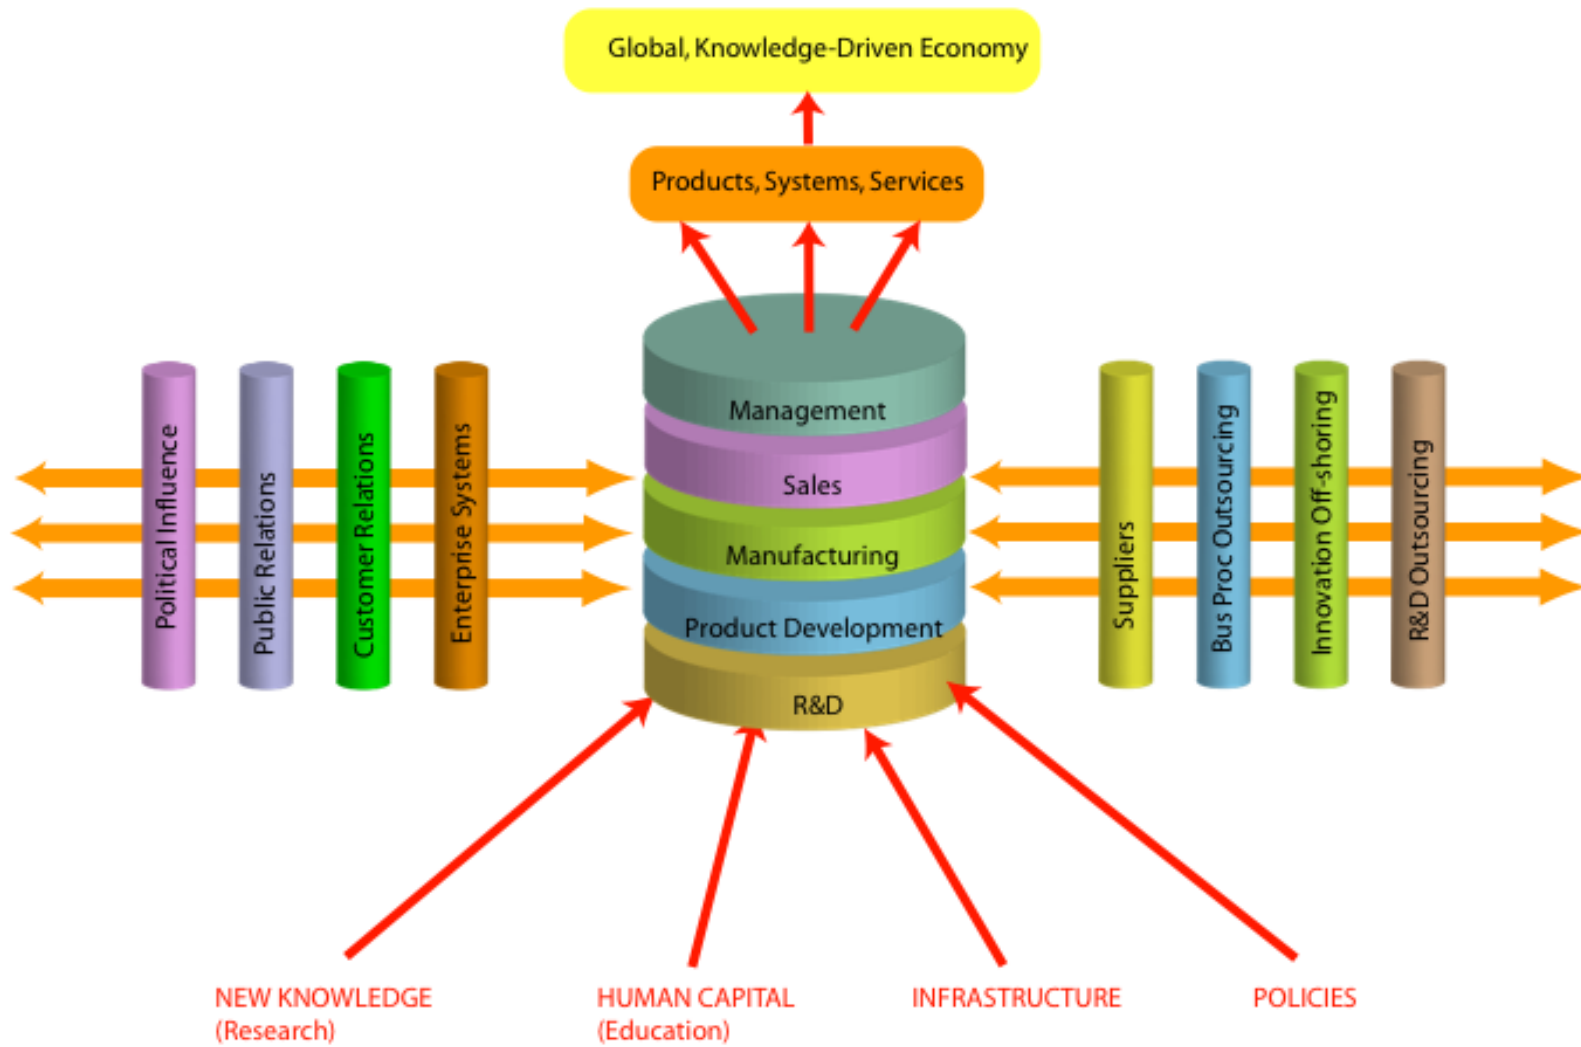 Global, Knowledge-Driven Economy
Products, Systems, Services
Management
Sales
Manufacturing
Product Development
R&D
Political Influence
Public Relations
Customer Relations
Enterprise Systems
Suppliers
Bus Proc Outsourcing
Innovation Off-shoring
R&D Outsourcing
NEW KNOWLEDGE
(Research)
HUMAN CAPITAL
(Education)
INFRASTRUCTURE
POLICIES